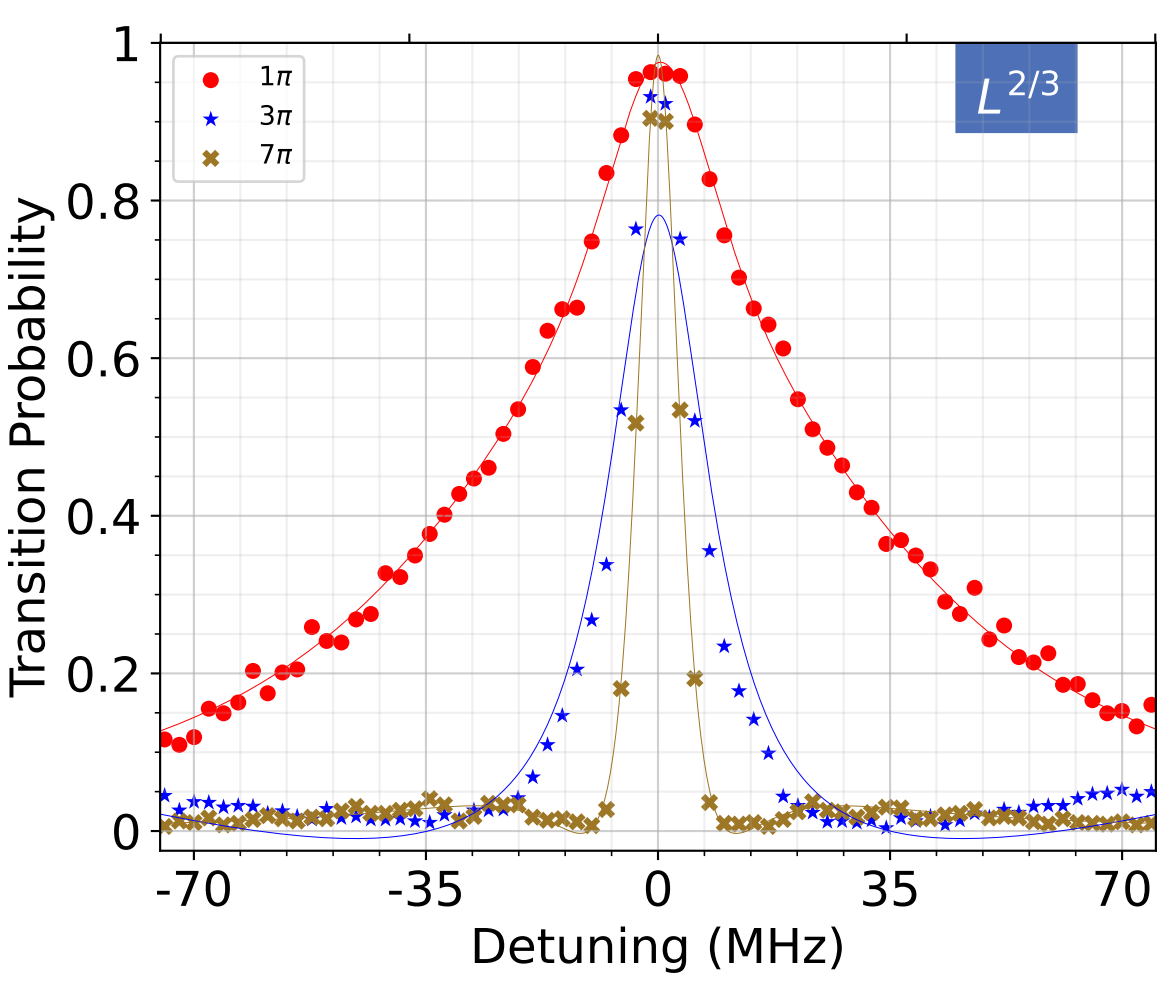 1π
3π
7π
L^{2/3}
1
0.8
0.6
0.4
0.2
0
-70 -35 0 35 70
Transition Probability
Detuning (MHz)